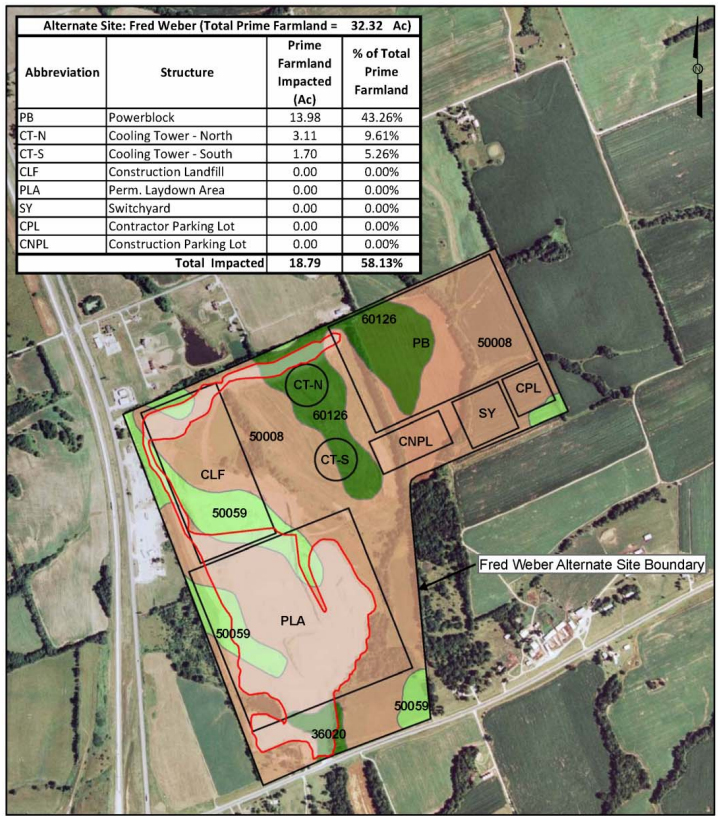 Alternate Site: Fred Weber (Total Prime Farmland = 32.32 Ac)
Abbreviation Structure Prime Farmland Impacted (Ac) % of Total Prime Farmland
PB Powerblock 13.98 43.26%
CT-N Cooling Tower - North 3.11 9.61%
CT-S Cooling Tower - South 1.70 5.26%
CLF Construction Landfill 0.00 0.00%
PLA Perm. Laydown Area 0.00 0.00%
SY Switchyard 0.00 0.00%
CPL Contractor Parking Lot 0.00 0.00%
CNPL Construction Parking Lot 0.00 0.00%
Total Impacted 18.79 58.13%
N
60126
PB
50008
CT-N
CPL
60126
SY
50008
CNPL
CT-S
CLF
50059
Fred Weber Alternate Site Boundary
PLA
50059
50059
36020